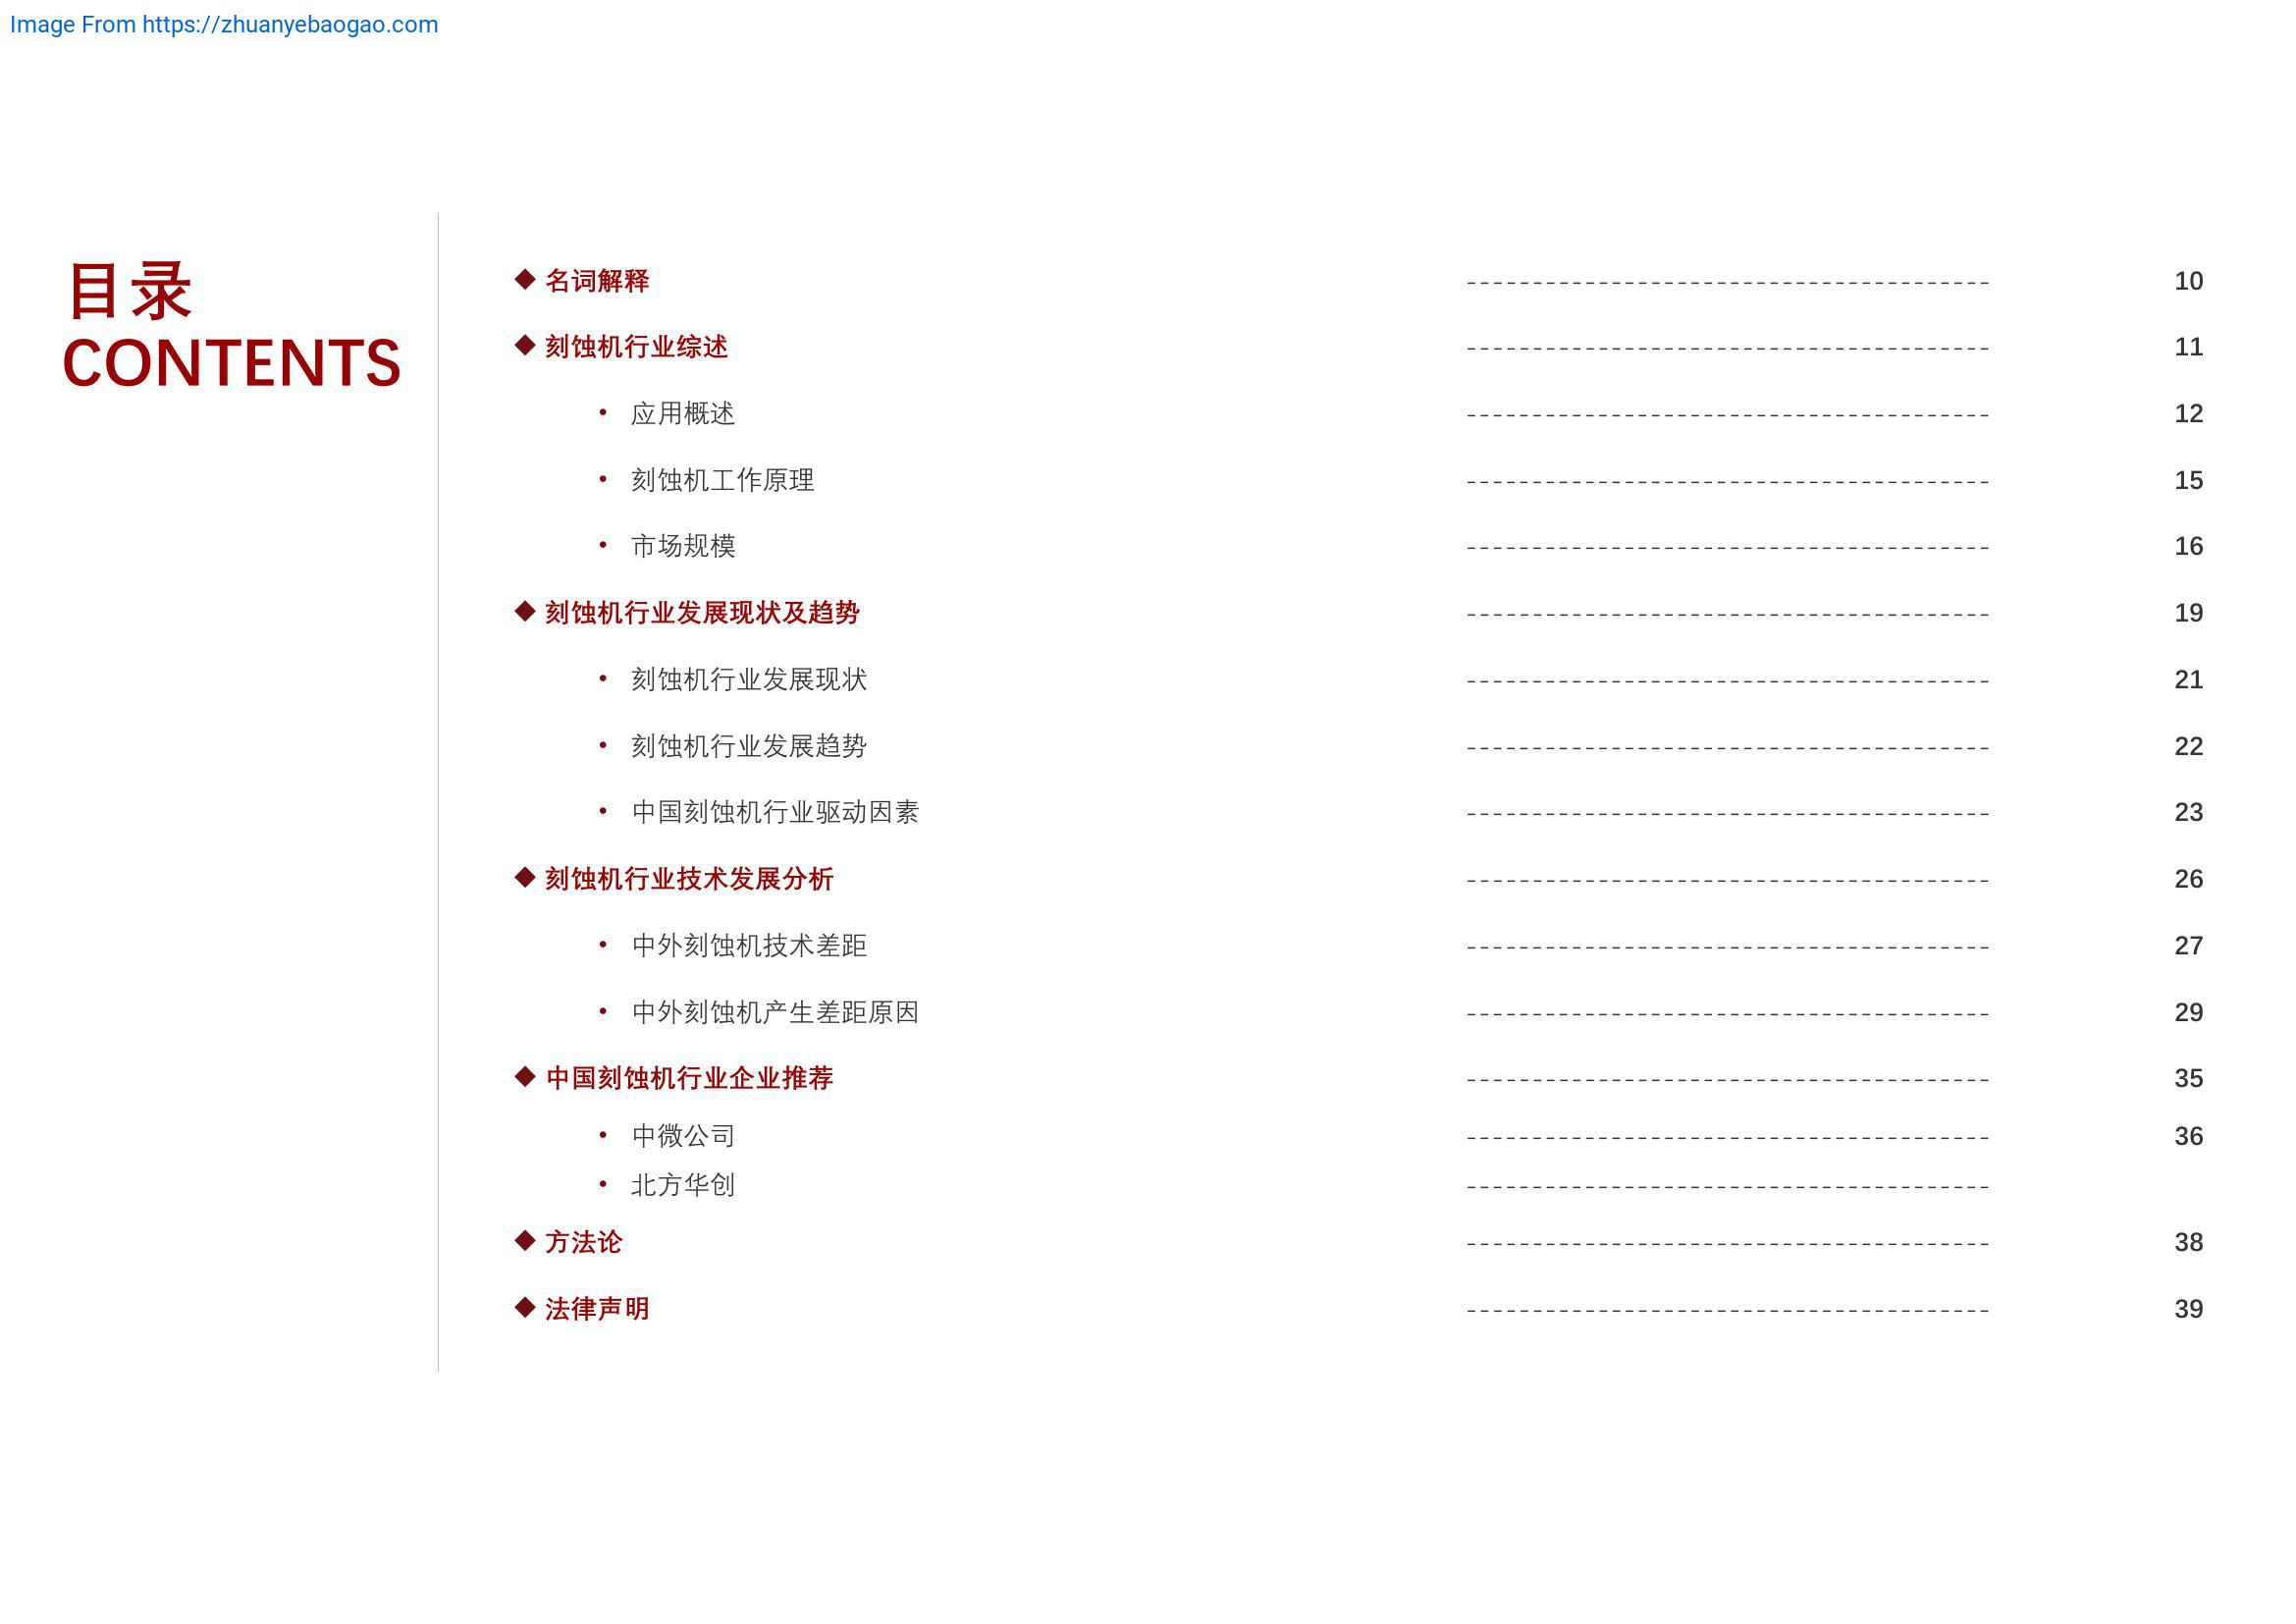 Image From https://zhuanyebaogao.com
目录
CONTENTS
◆ 名词解释 ---------------------------------------- 10
◆ 刻蚀机行业综述 ---------------------------------------- 11
• 应用概述 ---------------------------------------- 12
• 刻蚀机工作原理 ---------------------------------------- 15
• 市场规模 ---------------------------------------- 16
◆ 刻蚀机行业发展现状及趋势 ---------------------------------------- 19
• 刻蚀机行业发展现状 ---------------------------------------- 21
• 刻蚀机行业发展趋势 ---------------------------------------- 22
• 中国刻蚀机行业驱动因素 ---------------------------------------- 23
◆ 刻蚀机行业技术发展分析 ---------------------------------------- 26
• 中外刻蚀机技术差距 ---------------------------------------- 27
• 中外刻蚀机产生差距原因 ---------------------------------------- 29
◆ 中国刻蚀机行业企业推荐 ---------------------------------------- 35
• 中微公司 ---------------------------------------- 36
• 北方华创 ----------------------------------------
◆ 方法论 ---------------------------------------- 38
◆ 法律声明 ---------------------------------------- 39